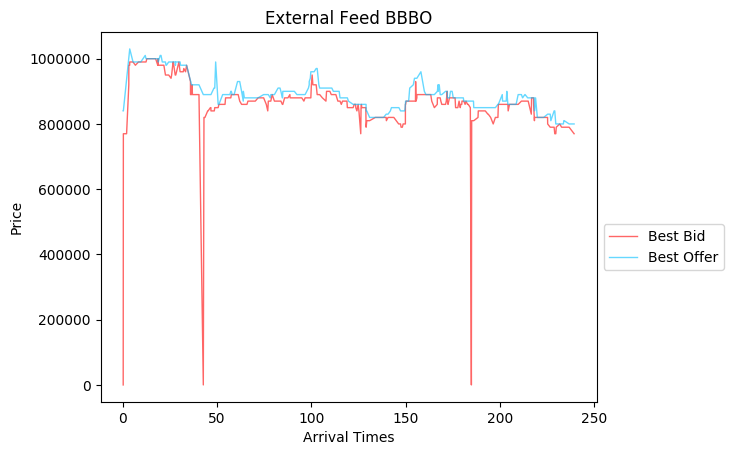 External Feed BBBO
1000000
800000
600000
400000
200000
0
Price
0 50 100 150 200 250
Arrival Times
Best Bid
Best Offer